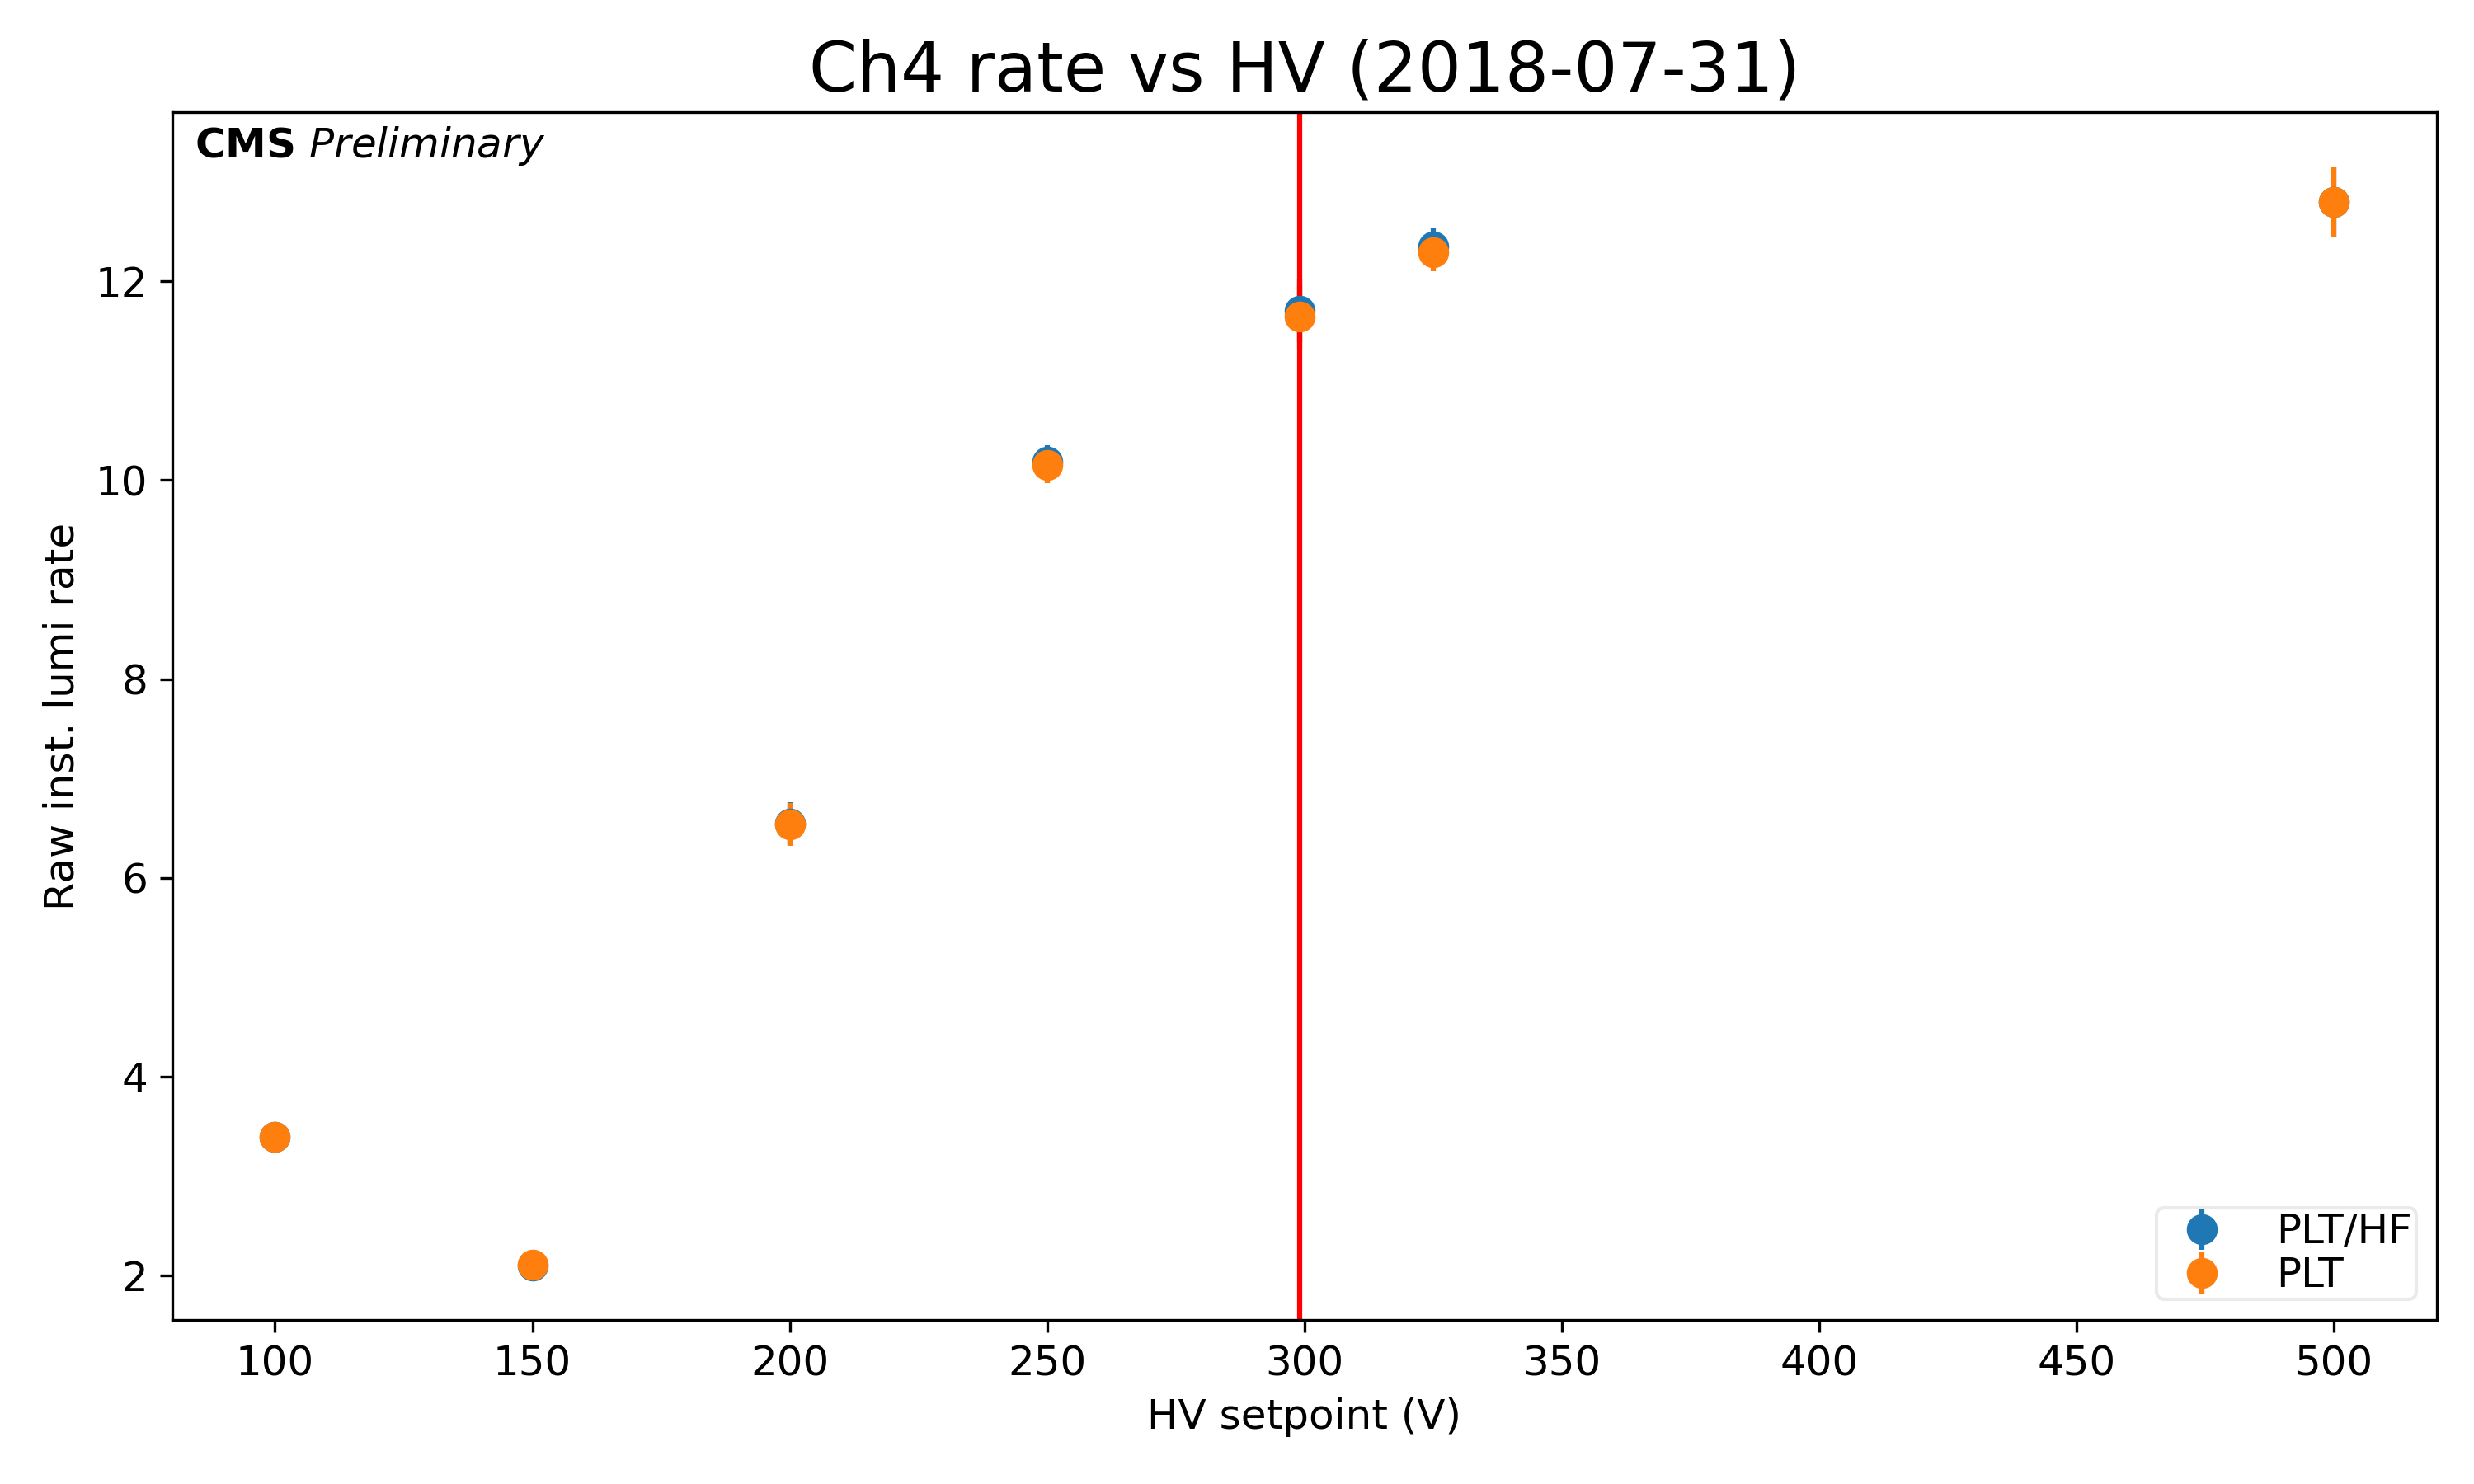 Ch4 rate vs HV (2018-07-31)
CMS Preliminary
Raw inst. lumi rate
12
10
8
6
4
2
PLT/HF
PLT
100 150 200 250 300 350 400 450 500
HV setpoint (V)